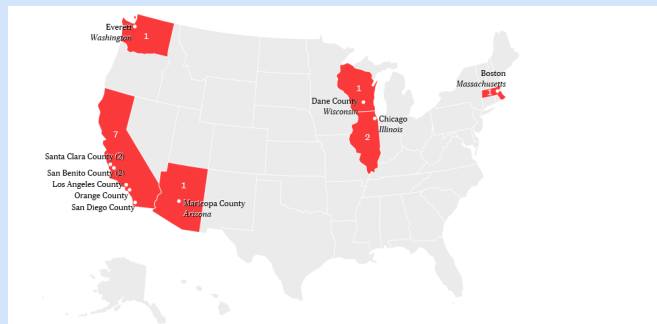 Everett
Washington
1
Boston
Massachusetts
1
1
Dane County
Wisconsin
Chicago
Illinois
2
7
Santa Clara County (2)
San Benito County (2)
Los Angeles County
Orange County
San Diego County
1
Maricopa County
Arizona